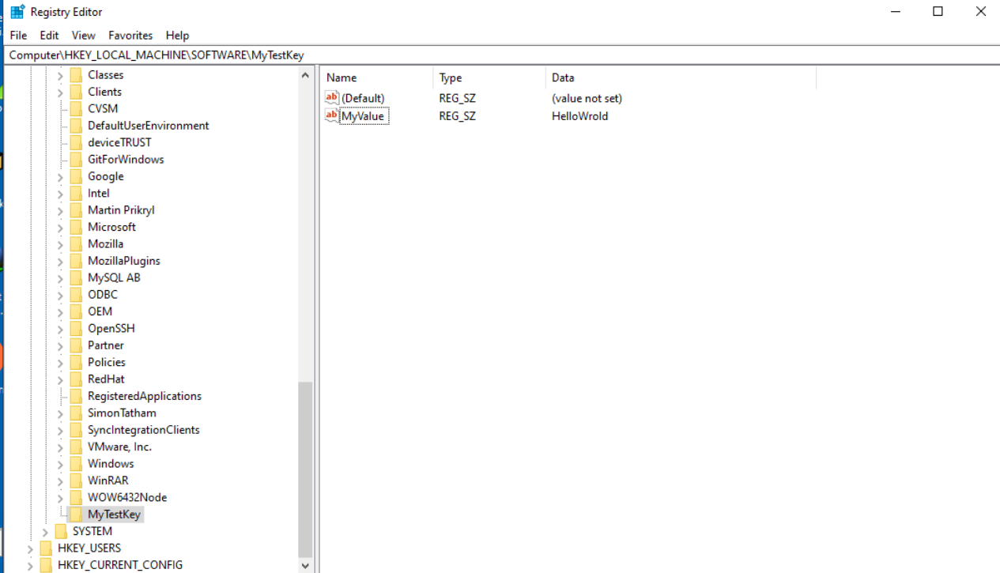 Registry Editor
File Edit View Favorites Help
Computer\HKEY_LOCAL_MACHINE\SOFTWARE\MyTestKey
Classes
Clients
CVSM
DefaultUserEnvironment
deviceTRUST
GitForWindows
Google
Intel
Martin Prikryl
Microsoft
Mozilla
MozillaPlugins
MySQL AB
ODBC
OEM
OpenSSH
Partner
Policies
RedHat
RegisteredApplications
SimonTatham
SyncIntegrationClients
VMware, Inc.
Windows
WinRAR
WOW6432Node
MyTestKey
SYSTEM
HKEY_USERS
HKEY_CURRENT_CONFIG
Name Type Data
(Default) REG_SZ (value not set)
MyValue REG_SZ HelloWrold